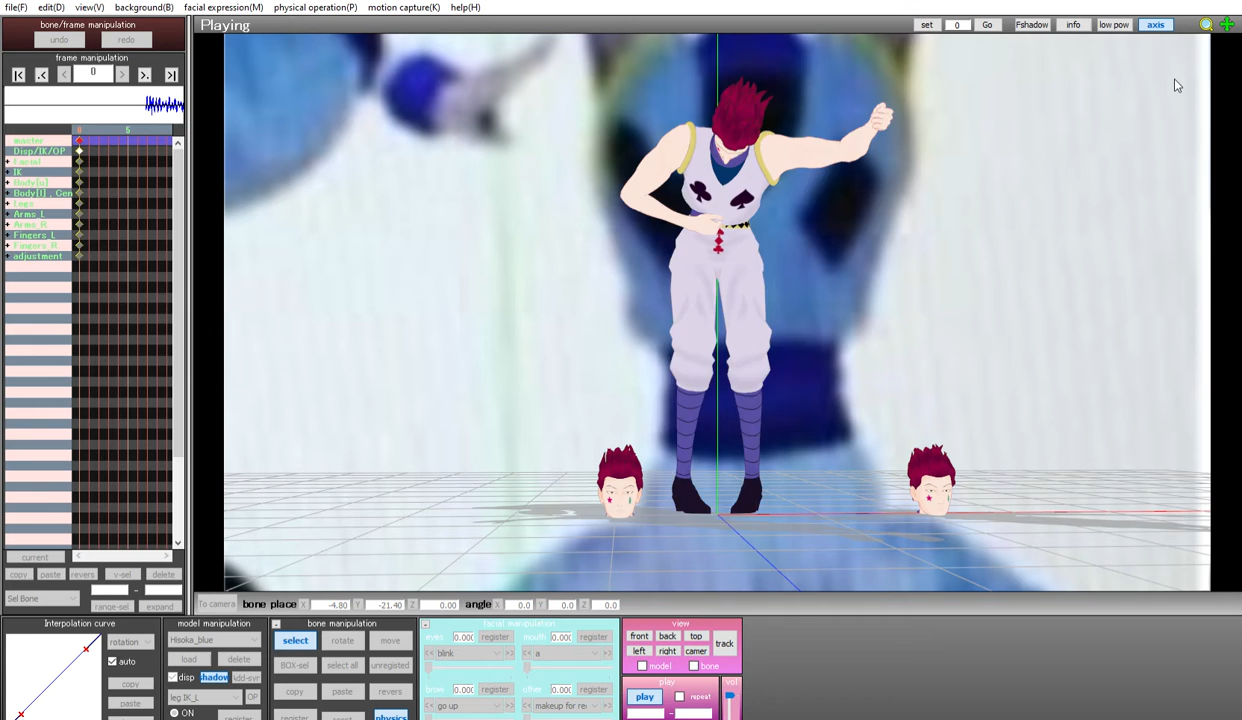 file(F) edit(D) view(V) background(B) facial expression(M) physical operation(P) motion capture(K) help(H)
bone/frame manipulation
undo redo
frame manipulation
|< .< < 0 > >. >|
Playing
set 0 Go Fshadow info low pow axis
0 5
master
Disp/IK/OP
+ Facial
+ IK
+ Body[u]
+ Body[l] , Gen
+ Legs
+ Arms_L
+ Arms_R
+ Fingers_L
+ Fingers_R
+ adjustment
current < >
copy paste revers v-sel delete
Sel Bone -
range-sel expand
To camera bone place X -4.80 Y -21.40 Z 0.00 angle X 0.0 Y 0.0 Z 0.0
Interpolation curve
rotation
auto
copy
paste
model manipulation
Hisoka_blue
load delete
disp shadow Add-svr
leg IK_L OP
ON
register
- bone manipulation
select rotate move
BOX-sel select all unregistered
copy paste revers
register reset physics
- facial manipulation
eyes 0.000 register mouth 0.000 register
<< blink >> << a >>
brow 0.000 register other 0.000 register
<< go up >> << makeup for re >>
view
front back top
left right camer track
model bone
play
play repeat
-
vol